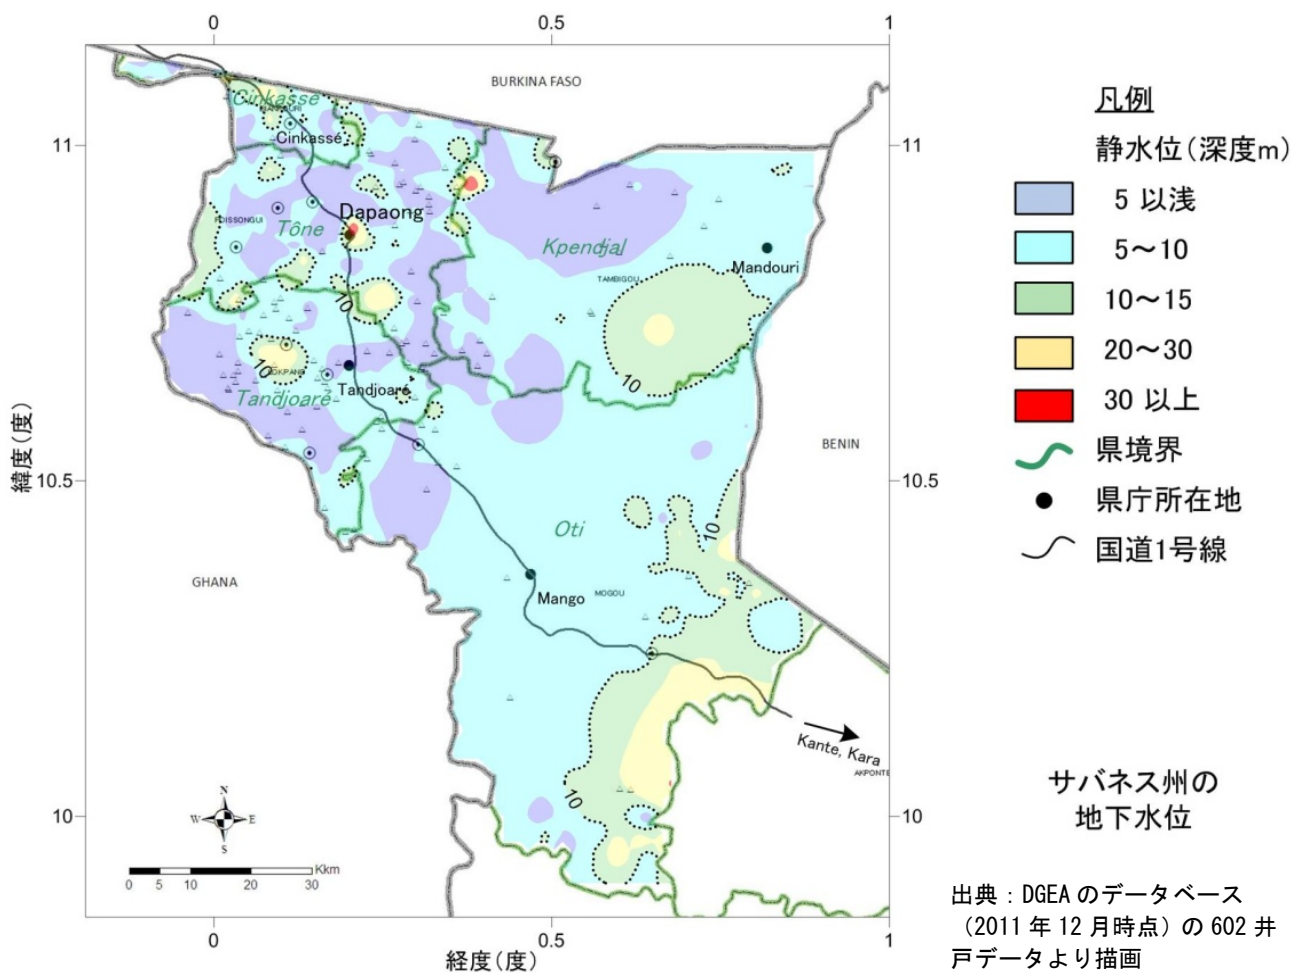 0 0.5 1
BURKINA FASO
Cinkassé
Cinkassé
11
11
Dapaong
Tône
Kpendjal
TAMBIGOU
Mandouri
10
10
10
Tandjoaré
Tandjoaré
BENIN
10.5
10.5
緯度(度)
10
Oti
GHANA
Mango
MOGOU
Kante, Kara
10
10
10
N
W E
S
Kkm
0 5 10 20 30
0 0.5 1
経度(度)
凡例
静水位(深度m)
5 以浅
5～10
10～15
20～30
30 以上
県境界
県庁所在地
国道1号線
サバネス州の
地下水位
出典：DGEA のデータベース
（2011 年 12 月時点）の 602 井
戸データより描画